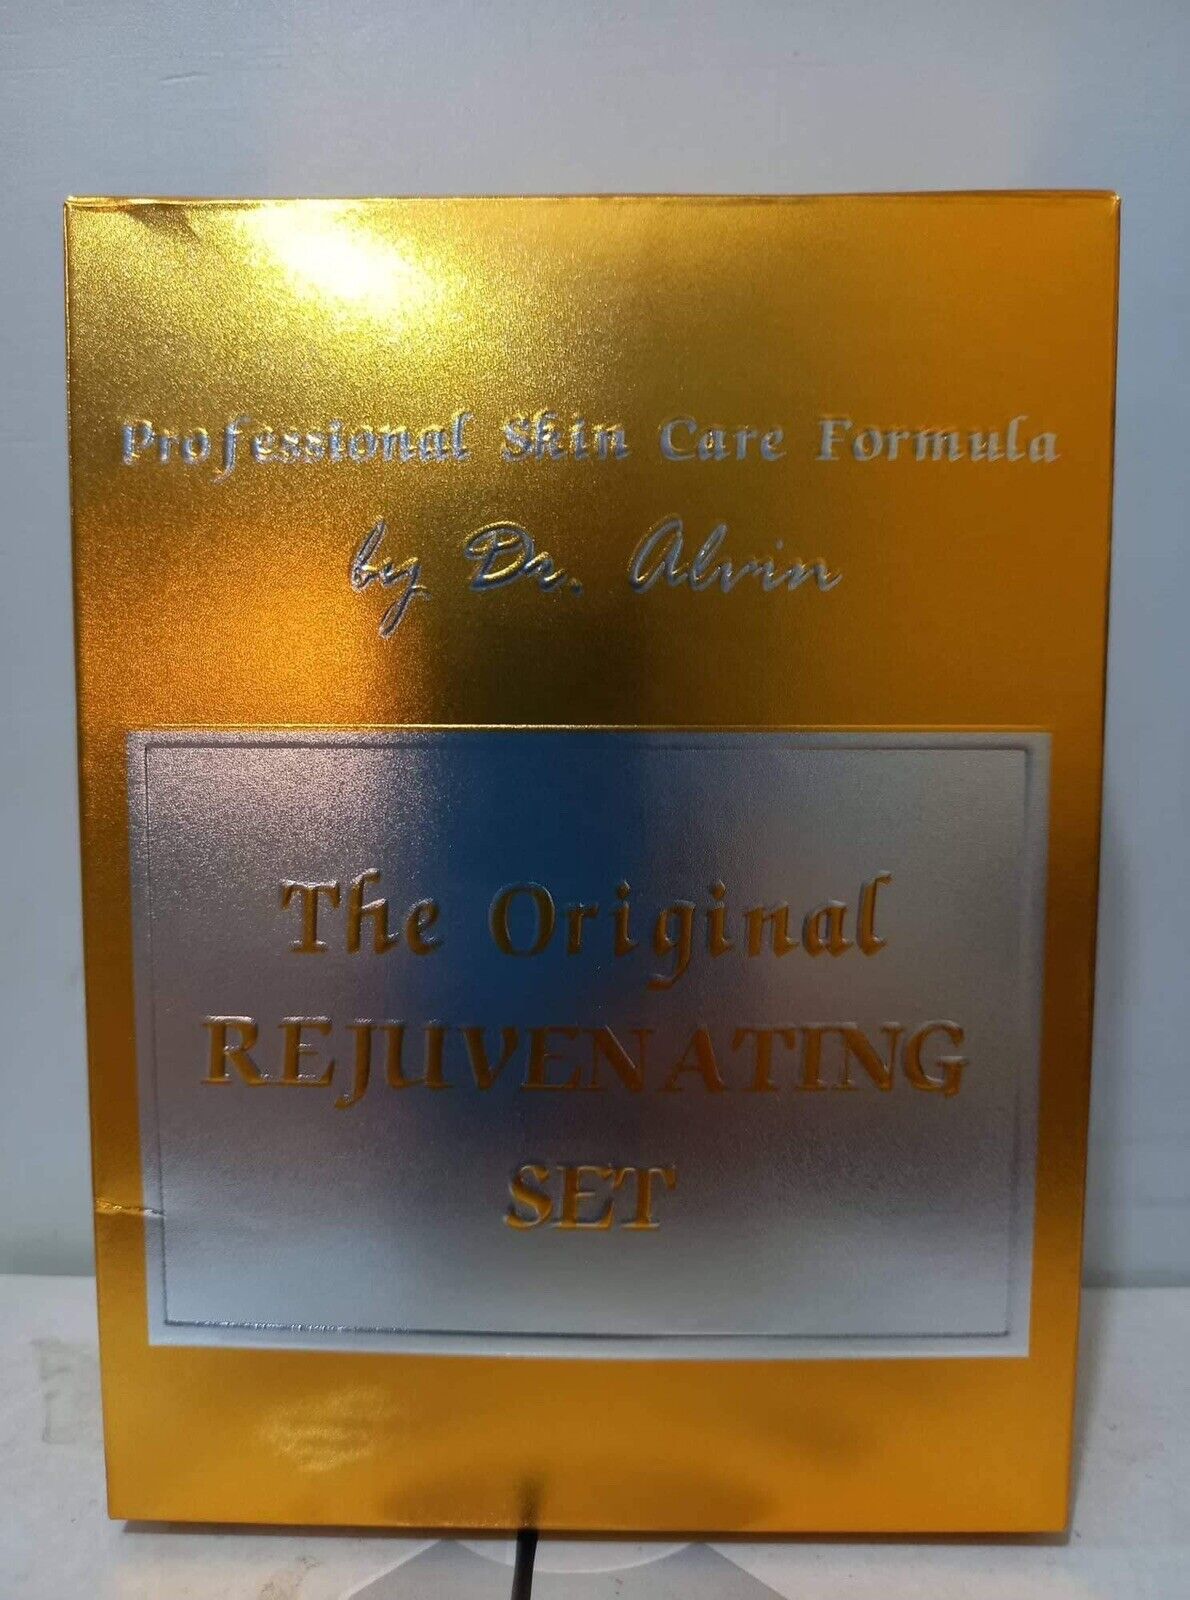 Professional Skin Care Formula
by Dr. Alvin
The Original
REJUVENATING
SET